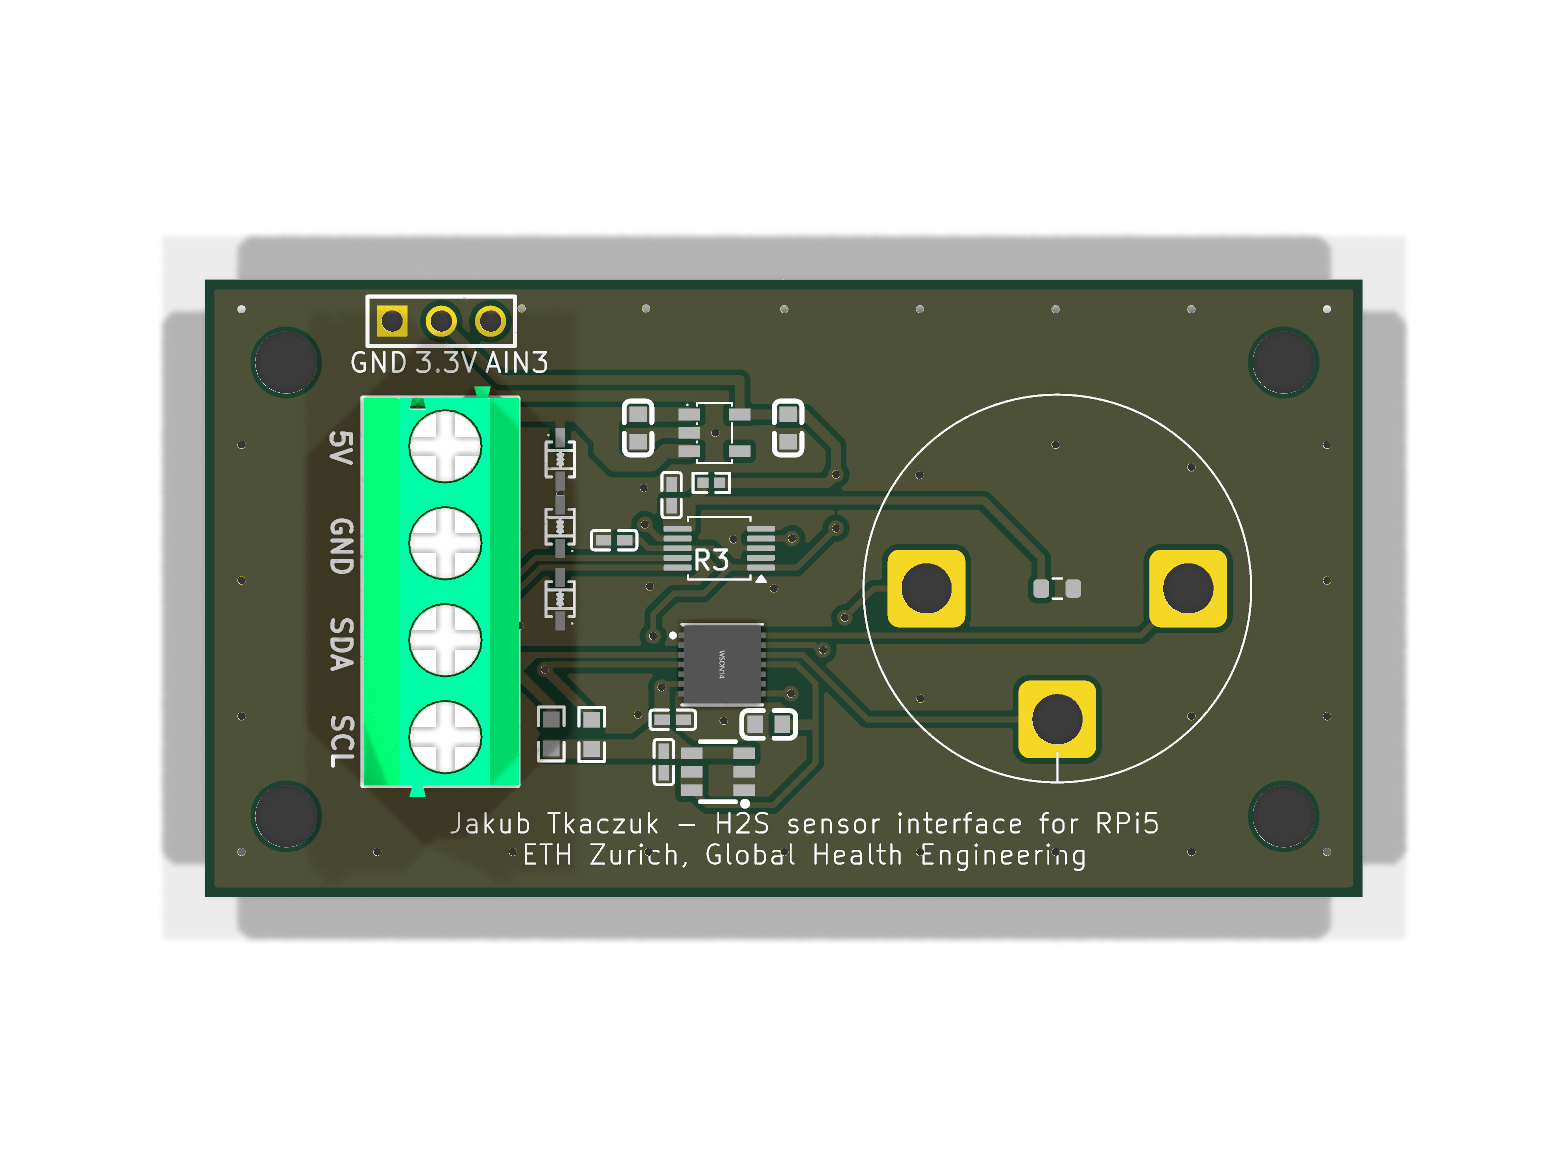 GND 3.3V AIN3
5V
GND
SDA
SCL
R3
WSON14
Jakub Tkaczuk – H2S sensor interface for RPi5
ETH Zurich, Global Health Engineering